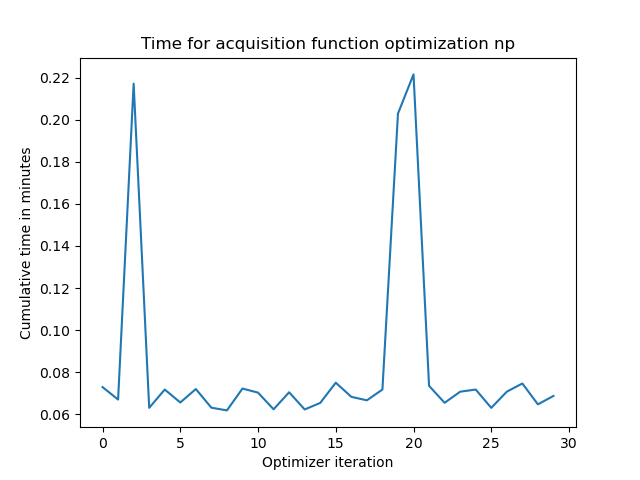 Time for acquisition function optimization np
Cumulative time in minutes
0.22
0.20
0.18
0.16
0.14
0.12
0.10
0.08
0.06
0 5 10 15 20 25 30
Optimizer iteration